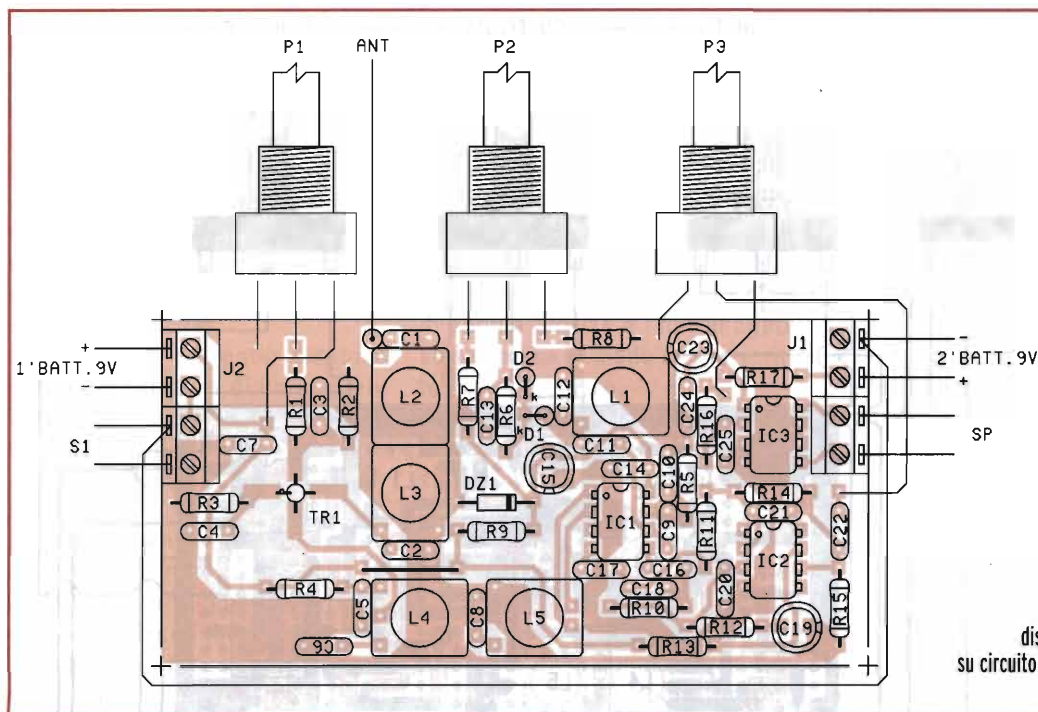 P1 ANT P2 P3
+ J2 C1 R8 C23 J1 -
1'BATT.9V 2'BATT.9V
- D2 R17 +
R1 C3 R2 L2 R7 C13 R6 k C12 L1 C24 R16 C25 IC3
D1
k
S1 C7 C11 SP
C15 C14 C10 R5
L3 DZ1 R14
R3 TR1 IC1 C9 R11 C21 C22
C4 R9
C2 C17 C16 IC2
R4 C5 L4 C8 L5 C18 C20 R15
R10
R12 C19
C6 R13
dis
su circuito